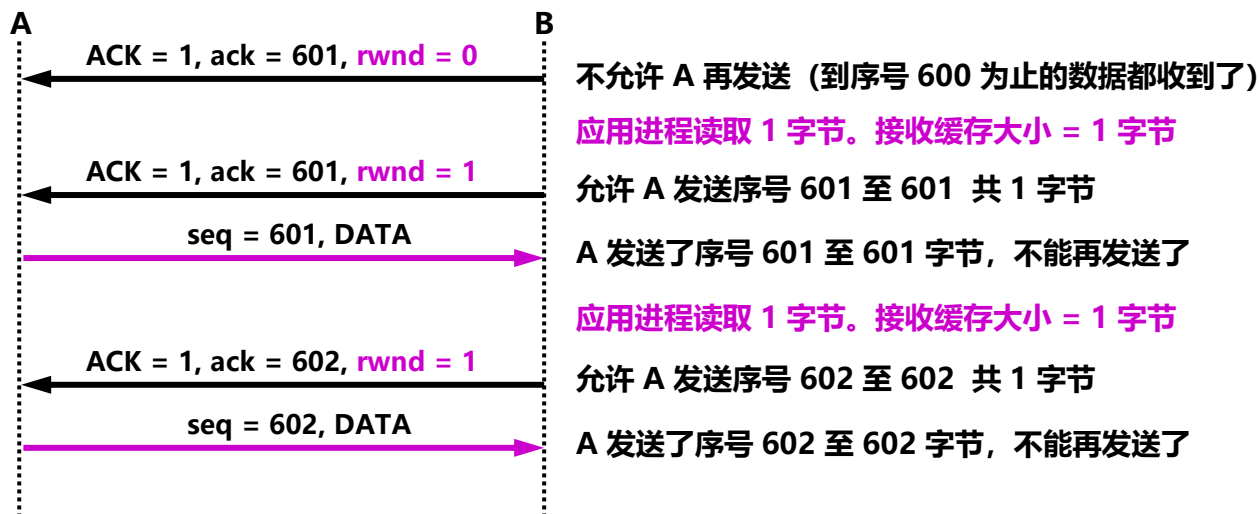 A B
ACK = 1, ack = 601, rwnd = 0
不允许 A 再发送（到序号 600 为止的数据都收到了）
应用进程读取 1 字节。接收缓存大小 = 1 字节
ACK = 1, ack = 601, rwnd = 1
允许 A 发送序号 601 至 601 共 1 字节
seq = 601, DATA
A 发送了序号 601 至 601 字节，不能再发送了
应用进程读取 1 字节。接收缓存大小 = 1 字节
ACK = 1, ack = 602, rwnd = 1
允许 A 发送序号 602 至 602 共 1 字节
seq = 602, DATA
A 发送了序号 602 至 602 字节，不能再发送了